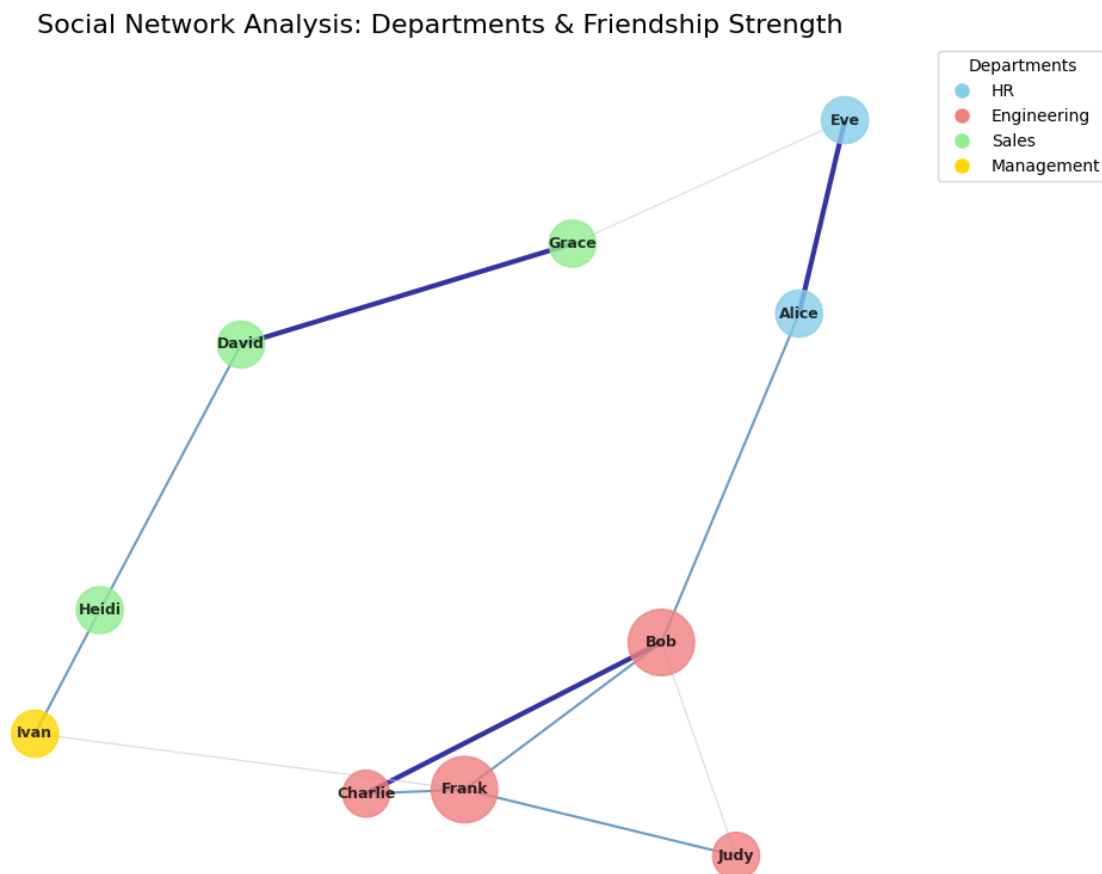 Social Network Analysis: Departments & Friendship Strength
Departments
HR
Engineering
Sales
Management
Eve
Grace
Alice
David
Heidi
Bob
Ivan
Charlie
Frank
Judy